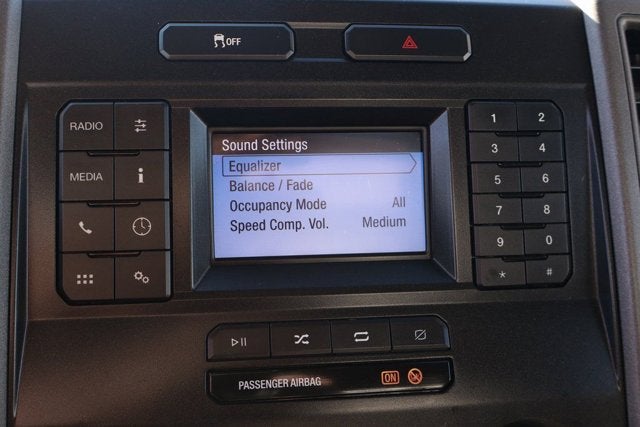 OFF
RADIO
MEDIA
i
Sound Settings
Equalizer
Balance / Fade
Occupancy Mode All
Speed Comp. Vol. Medium
1 2
3 4
5 6
7 8
9 0
* #
PASSENGER AIRBAG ON